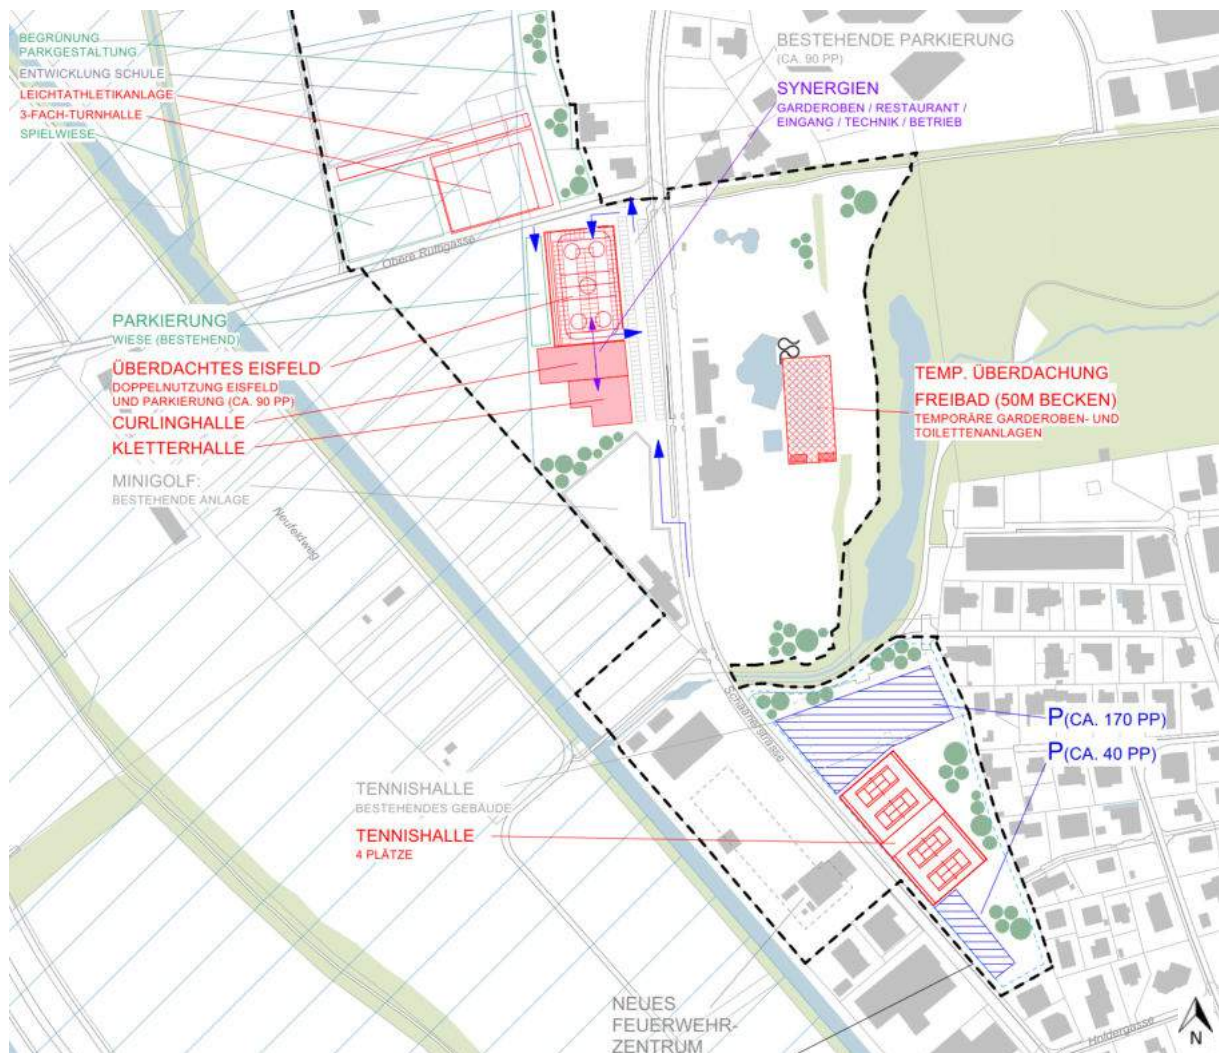 BEGRÜNUNG
PARKGESTALTUNG
ENTWICKLUNG SCHULE
LEICHTATHLETIKANLAGE
3-FACH-TURNHALLE
SPIELWIESE
BESTEHENDE PARKIERUNG
(CA. 90 PP)
SYNERGIEN
GARDEROBEN / RESTAURANT /
EINGANG / TECHNIK / BETRIEB
Obere Rüttigasse
PARKIERUNG
WIESE (BESTEHEND)
ÜBERDACHTES EISFELD
DOPPELNUTZUNG EISFELD
UND PARKIERUNG (CA. 90 PP)
CURLINGHALLE
KLETTERHALLE
MINIGOLF:
BESTEHENDE ANLAGE
TEMP. ÜBERDACHUNG
FREIBAD (50M BECKEN)
TEMPORÄRE GARDEROBEN- UND
TOILETTENANLAGEN
Neufeldweg
Schaanerstrasse
P(CA. 170 PP)
P(CA. 40 PP)
TENNISHALLE
BESTEHENDES GEBÄUDE
TENNISHALLE
4 PLÄTZE
NEUES
FEUERWEHR-
ZENTRUM
Holdergasse
N